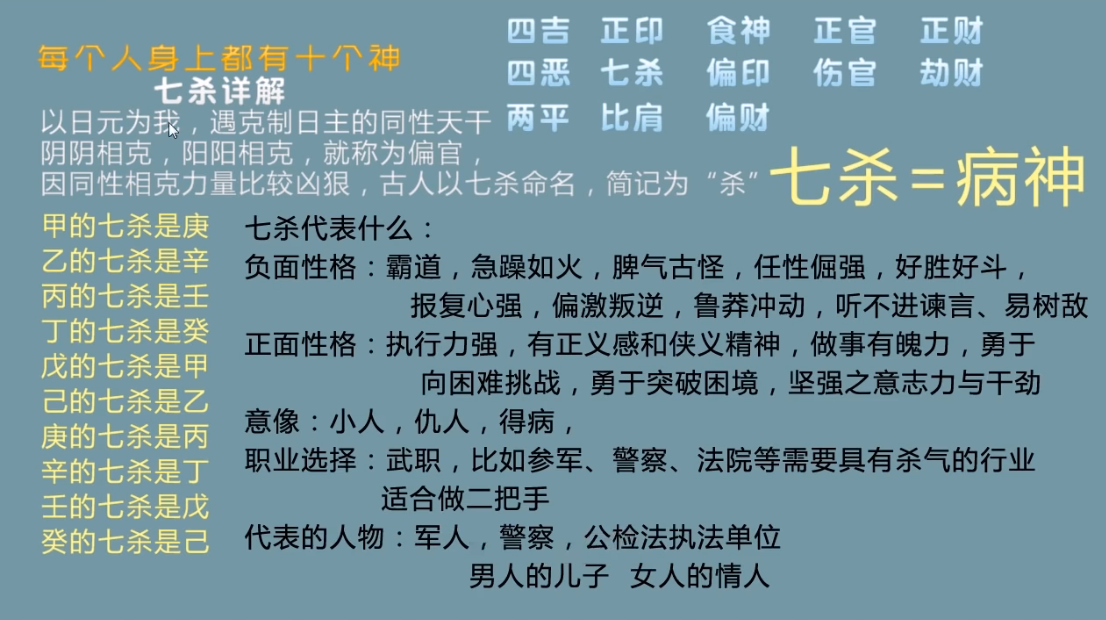 每个人身上都有十个神
七杀详解
四吉 正印 食神 正官 正财
四恶 七杀 偏印 伤官 劫财
两平 比肩 偏财
以日元为我，遇克制日主的同性天干
阴阴相克，阳阳相克，就称为偏官，
因同性相克力量比较凶狠，古人以七杀命名，简记为“杀”
七杀=病神
甲的七杀是庚
乙的七杀是辛
丙的七杀是壬
丁的七杀是癸
戊的七杀是甲
己的七杀是乙
庚的七杀是丙
辛的七杀是丁
壬的七杀是戊
癸的七杀是己
七杀代表什么：
负面性格：霸道，急躁如火，脾气古怪，任性倔强，好胜好斗，
报复心强，偏激叛逆，鲁莽冲动，听不进谏言、易树敌
正面性格：执行力强，有正义感和侠义精神，做事有魄力，勇于
向困难挑战，勇于突破困境，坚强之意志力与干劲
意像：小人，仇人，得病，
职业选择：武职，比如参军、警察、法院等需要具有杀气的行业
适合做二把手
代表的人物：军人，警察，公检法执法单位
男人的儿子 女人的情人